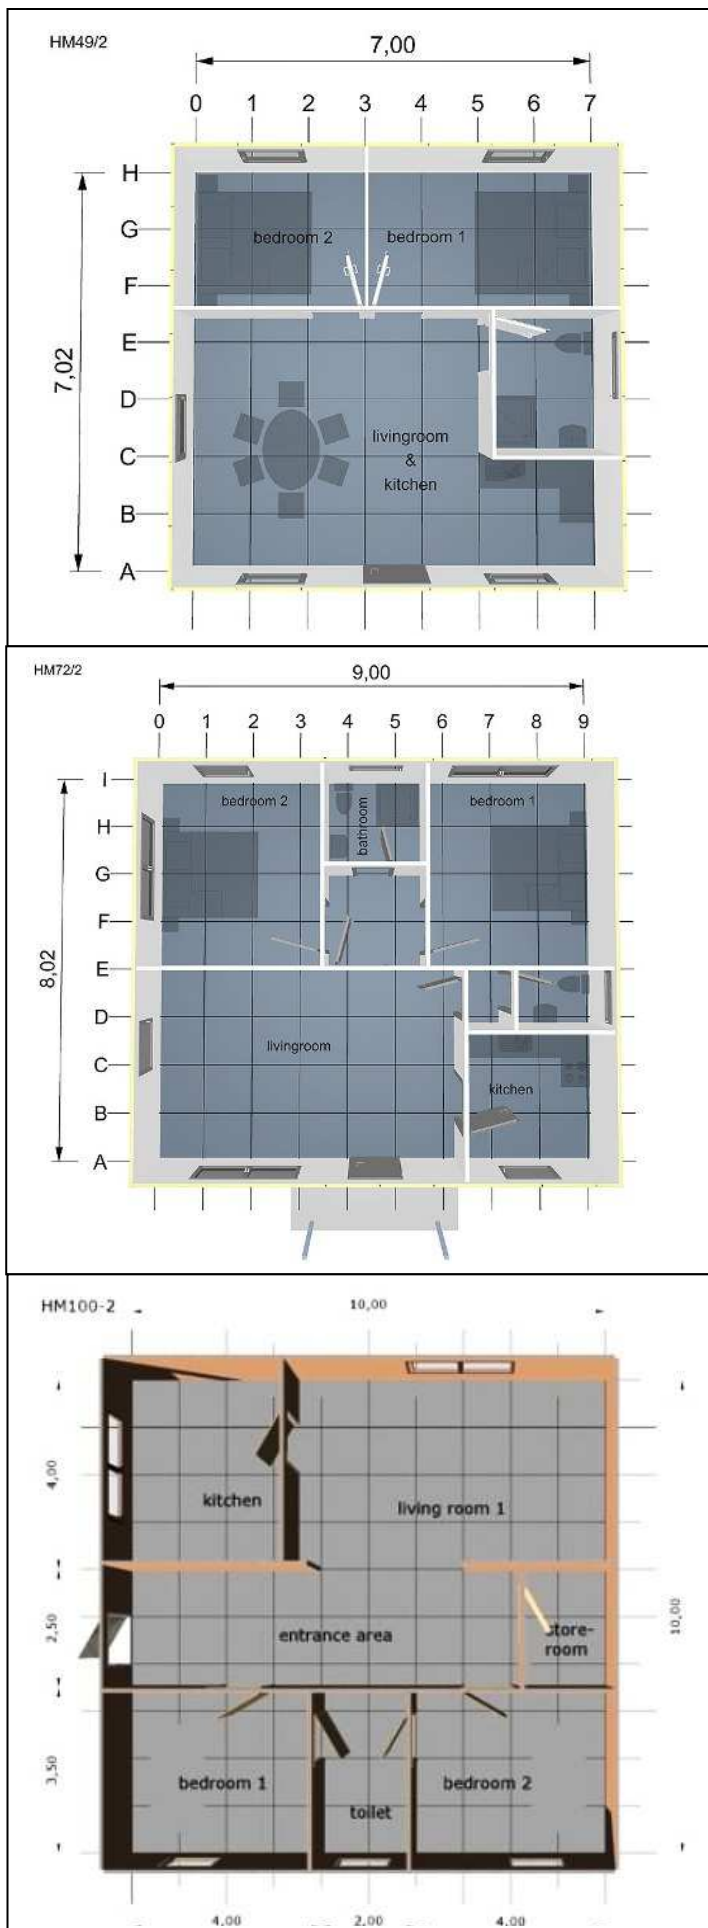 HM49/2
7,00
0 1 2 3 4 5 6 7
H
G
bedroom 2 bedroom 1
F
E
7,02
D
livingroom
&
kitchen
C
B
A
HM72/2
9,00
0 1 2 3 4 5 6 7 8 9
I
bedroom 2 bedroom 1
bathroom
H
G
F
8,02
E
D
livingroom
C
kitchen
B
A
HM100-2
10,00
4,00
kitchen
living room 1
2,50
entrance area
store-
room
10,00
3,50
bedroom 1
bedroom 2
toilet
4,00 2,00 4,00